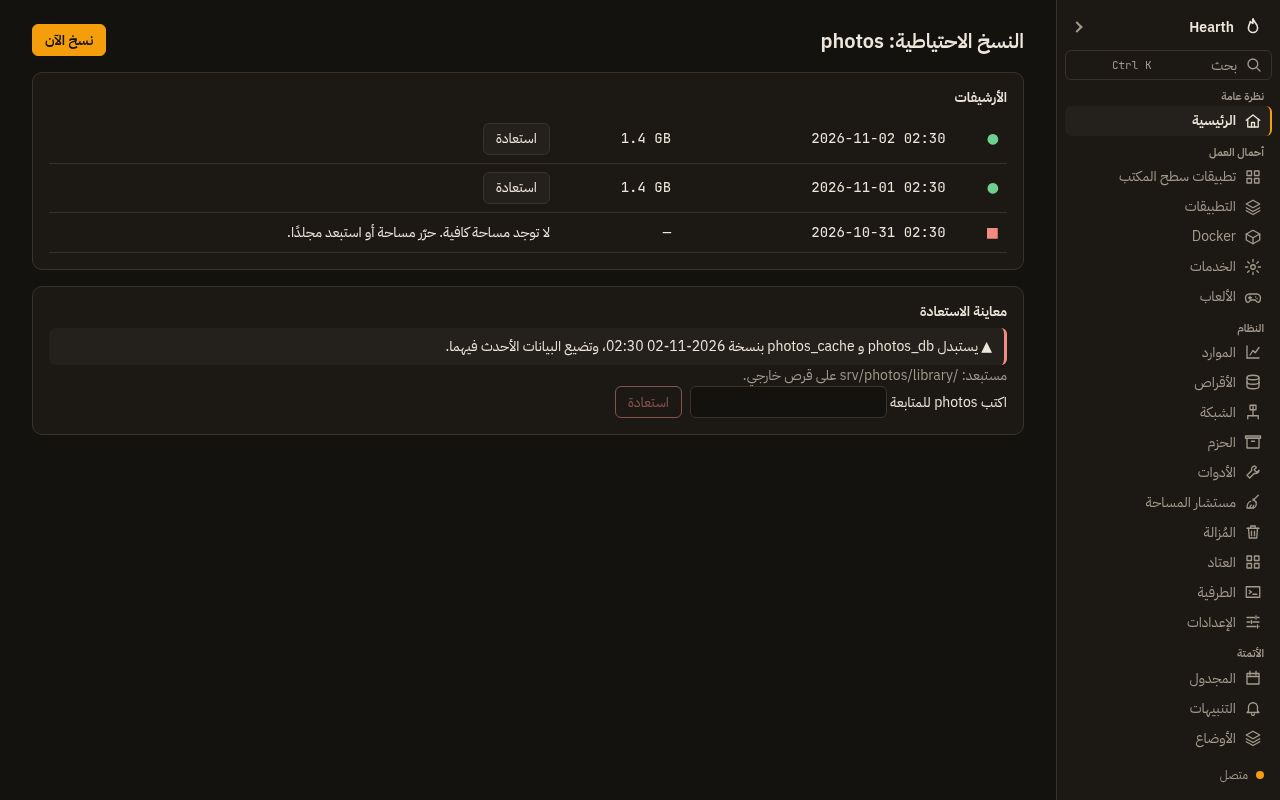 Hearth
بحث Ctrl K
نظرة عامة
الرئيسية
أحمال العمل
تطبيقات سطح المكتب
التطبيقات
Docker
الخدمات
الألعاب
النظام
الموارد
الأقراص
الشبكة
الحزم
الأدوات
مستشار المساحة
المُزالة
العتاد
الطرفية
الإعدادات
الأتمتة
المجدول
التنبيهات
الأوضاع
متصل
النسخ الاحتياطية: photos
نسخ الآن
الأرشيفات
2026-11-02 02:30 1.4 GB استعادة
2026-11-01 02:30 1.4 GB استعادة
2026-10-31 02:30 — لا توجد مساحة كافية. حرّر مساحة أو استبعد مجلدًا.
معاينة الاستعادة
▲ يستبدل photos_db و photos_cache بنسخة 2026-11-02 02:30، وتضيع البيانات الأحدث فيهما.
مستبعد: /srv/photos/library على قرص خارجي.
اكتب photos للمتابعة استعادة